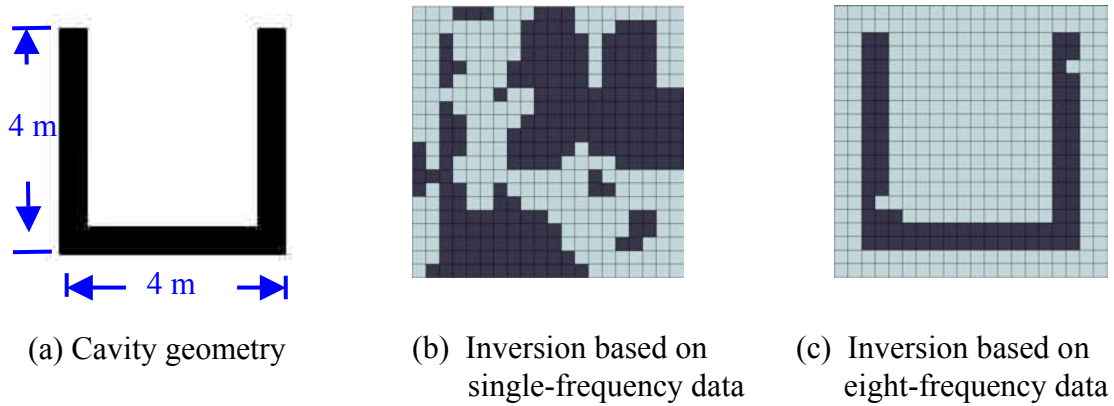 4 m
4 m
(a) Cavity geometry
(b) Inversion based on
single-frequency data
(c) Inversion based on
eight-frequency data